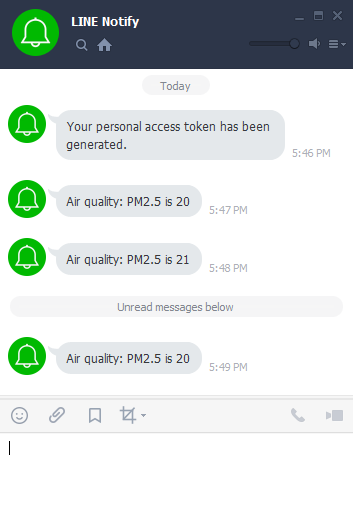 LINE Notify
Today
Your personal access token has been
generated.
5:46 PM
Air quality: PM2.5 is 20
5:47 PM
Air quality: PM2.5 is 21
5:48 PM
Unread messages below
Air quality: PM2.5 is 20
5:49 PM